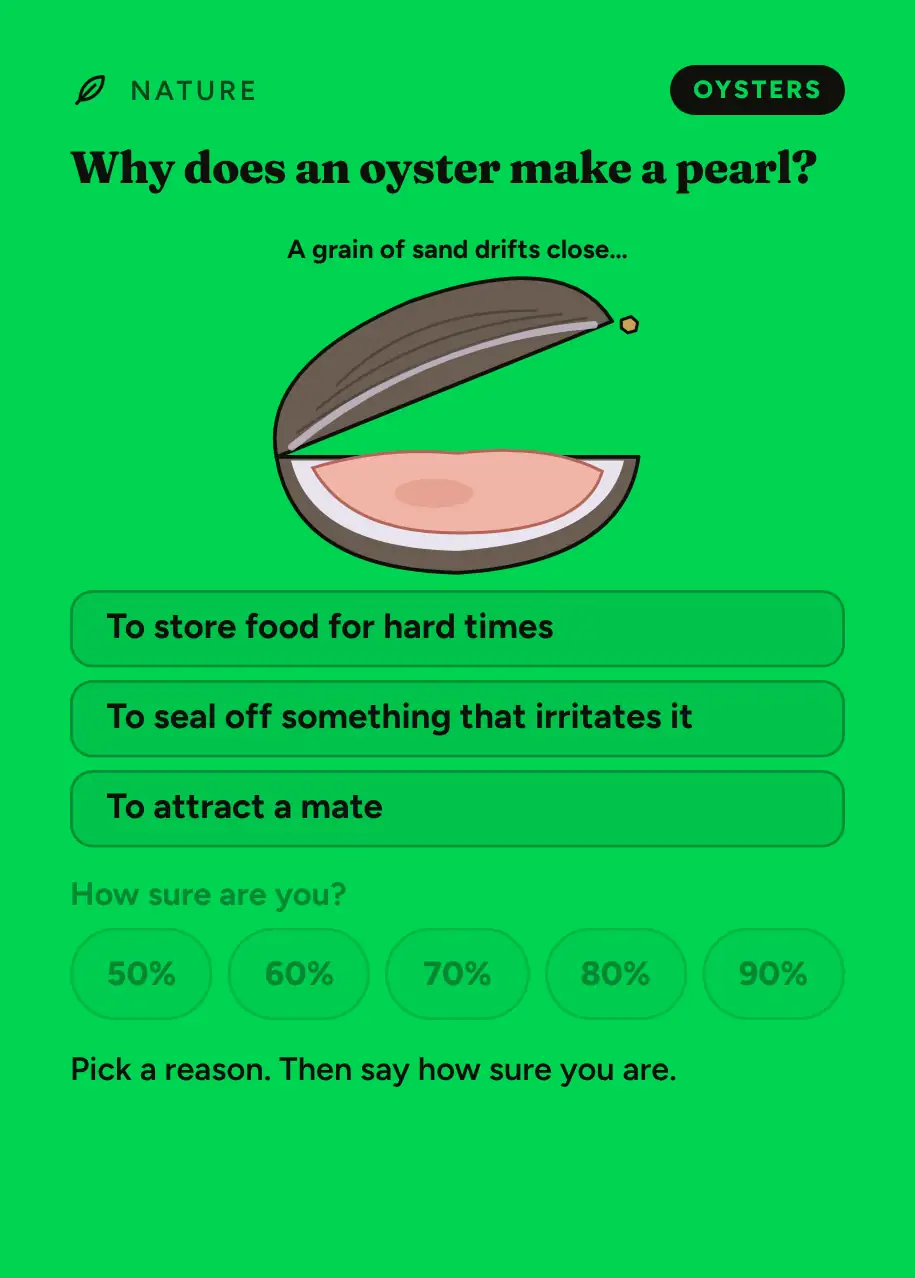 NATURE
OYSTERS
Why does an oyster make a pearl?
A grain of sand drifts close...
To store food for hard times
To seal off something that irritates it
To attract a mate
How sure are you?
50% 60% 70% 80% 90%
Pick a reason. Then say how sure you are.